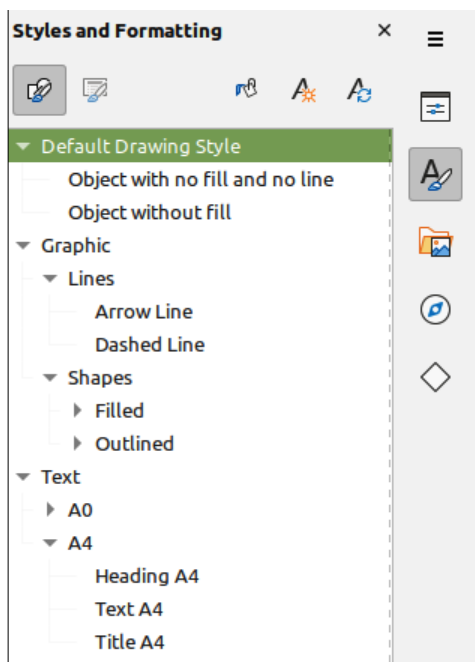 Styles and Formatting
Default Drawing Style
Object with no fill and no line
Object without fill
Graphic
Lines
Arrow Line
Dashed Line
Shapes
Filled
Outlined
Text
A0
A4
Heading A4
Text A4
Title A4